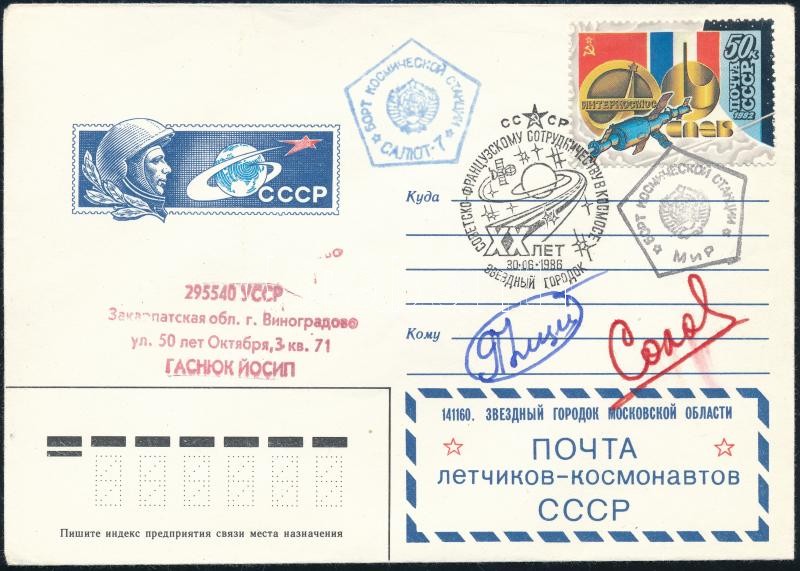 БОРТ КОСМИЧЕСКОЙ СТАНЦИИ
САЛЮТ-7
50к
ПОЧТА
СССР
1982
ИНТЕРКОСМОС
СССР
СССР
СОВЕТСКО-ФРАНЦУЗСКОМУ СОТРУДНИЧЕСТВУ В КОСМОСЕ
XX ЛЕТ
30·06·1986
ЗВЕЗДНЫЙ ГОРОДОК
БОРТ КОСМИЧЕСКОЙ СТАНЦИИ
МИР
Куда
295540 УССР
Закарпатская обл. г. Виноградово
ул. 50 лет Октября, 3 кв. 71
ГАСНЮК ЙОСИП
Кому
Солов
141160. ЗВЕЗДНЫЙ ГОРОДОК МОСКОВСКОЙ ОБЛАСТИ
ПОЧТА
летчиков-космонавтов
СССР
Пишите индекс предприятия связи места назначения